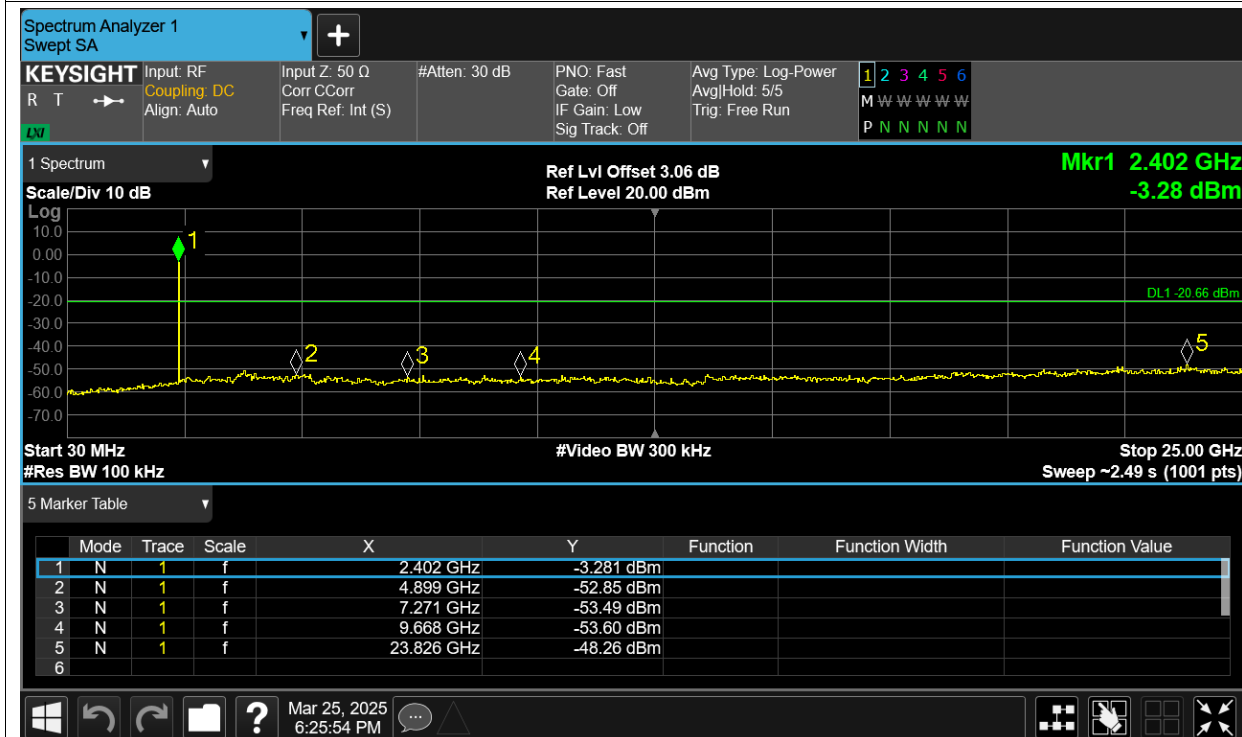 Spectrum Analyzer 1
Swept SA
+
KEYSIGHT Input: RF Input Z: 50 Ω #Atten: 30 dB PNO: Fast Avg Type: Log-Power 1 2 3 4 5 6
R T Coupling: DC Corr CCorr Gate: Off Avg|Hold: 5/5 M W W W W W
Align: Auto Freq Ref: Int (S) IF Gain: Low Trig: Free Run
LXI Sig Track: Off P N N N N N
1 Spectrum Ref Lvl Offset 3.06 dB Mkr1 2.402 GHz
Scale/Div 10 dB Ref Level 20.00 dBm -3.28 dBm
Log
10.0
1
0.00
-10.0
-20.0 DL1 -20.66 dBm
-30.0
-40.0
2 3 4 5
-50.0
-60.0
-70.0
Start 30 MHz #Video BW 300 kHz Stop 25.00 GHz
#Res BW 100 kHz Sweep ~2.49 s (1001 pts)
5 Marker Table
Mode Trace Scale X Y Function Function Width Function Value
1 N 1 f 2.402 GHz -3.281 dBm
2 N 1 f 4.899 GHz -52.85 dBm
3 N 1 f 7.271 GHz -53.49 dBm
4 N 1 f 9.668 GHz -53.60 dBm
5 N 1 f 23.826 GHz -48.26 dBm
6
? Mar 25, 2025
6:25:54 PM